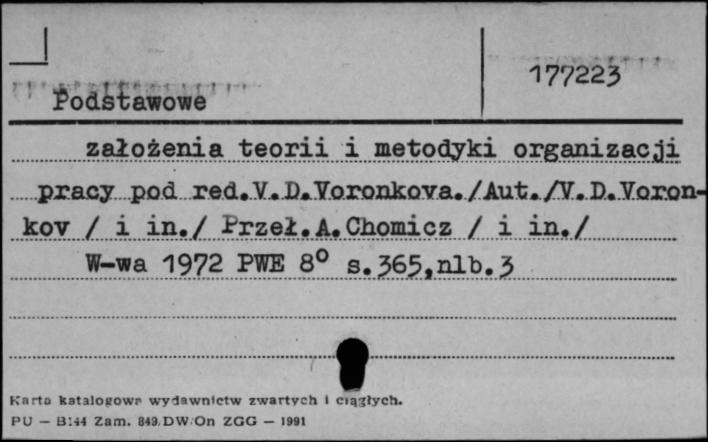 177223
Podstawowe
założenia teorii i metodyki organizacji
pracy pod red.V.D.Voronkova./Aut./V.D.Voron-
kov / i in./ Przeł.A.Chomicz / i in./
W-wa 1972 PWE 8° s.365,nlb.3
Karta katalogowa wydawnictw zwartych i ciągłych.
PU — B144 Zam. 849.DW/On ZGG — 1991